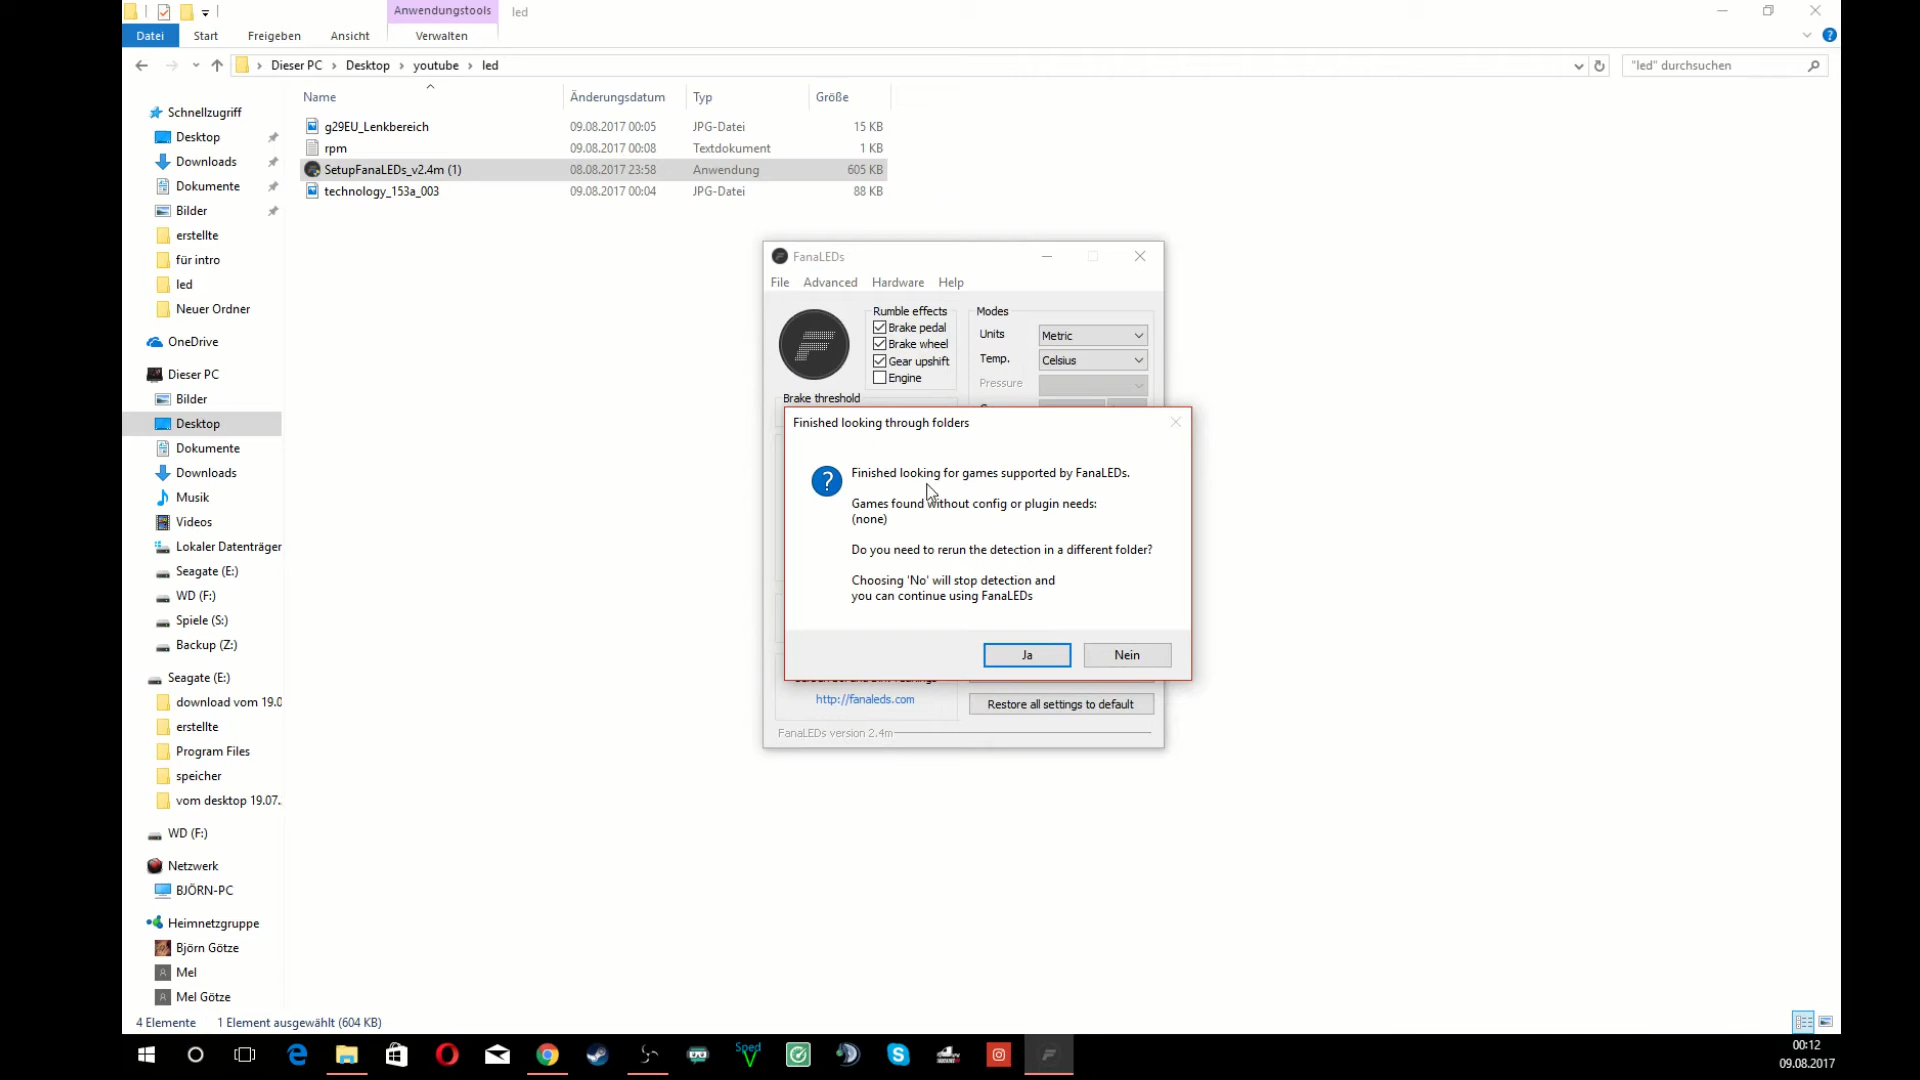 Anwendungstools
led
Datei
Start
Freigeben
Ansicht
Verwalten
Dieser PC
Desktop
youtube
led
"led" durchsuchen
Name
Änderungsdatum
Typ
Größe
g29EU_Lenkbereich
09.08.2017 00:05
JPG-Datei
15 KB
rpm
09.08.2017 00:08
Textdokument
1 KB
SetupFanaLEDs_v2.4m (1)
08.08.2017 23:58
Anwendung
605 KB
technology_153a_003
09.08.2017 00:04
JPG-Datei
88 KB
Schnellzugriff
Desktop
Downloads
Dokumente
Bilder
erstellte
für intro
led
Neuer Ordner
OneDrive
Dieser PC
Bilder
Desktop
Dokumente
Downloads
Musik
Videos
Lokaler Datenträger
Seagate (E:)
WD (F:)
Spiele (S:)
Backup (Z:)
Seagate (E:)
download vom 19.0
erstellte
Program Files
speicher
vom desktop 19.07..
WD (F:)
Netzwerk
BJÖRN-PC
Heimnetzgruppe
Björn Götze
Mel
Mel Götze
FanaLEDs
File
Advanced
Hardware
Help
Rumble effects
Brake pedal
Brake wheel
Gear upshift
Engine
Modes
Units
Metric
Temp.
Celsius
Pressure
Brake threshold
Finished looking through folders
Finished looking for games supported by FanaLEDs.
Games found without config or plugin needs:
(none)
Do you need to rerun the detection in a different folder?
Choosing 'No' will stop detection and
you can continue using FanaLEDs
Ja
Nein
http://fanaleds.com
Restore all settings to default
FanaLEDs version 2.4m
4 Elemente
1 Element ausgewählt (604 KB)
Sped
00:12
09.08.2017